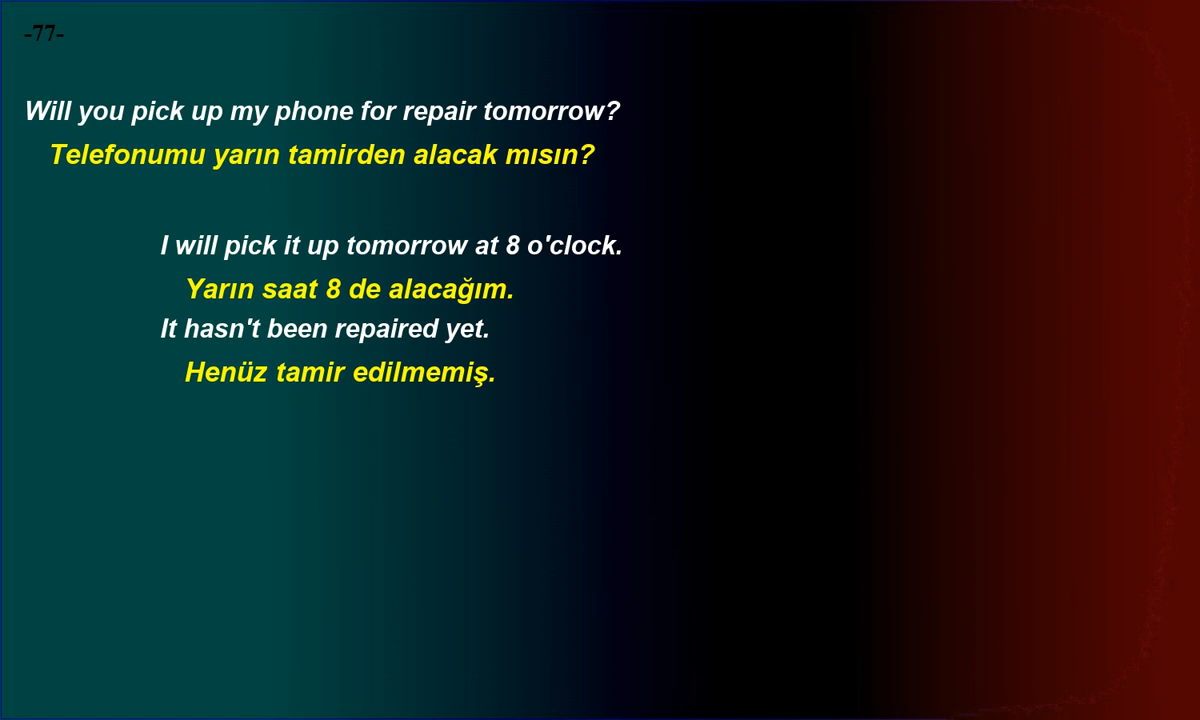 -77-
Will you pick up my phone for repair tomorrow?
Telefonumu yarın tamirden alacak mısın?
I will pick it up tomorrow at 8 o'clock.
Yarın saat 8 de alacağım.
It hasn't been repaired yet.
Henüz tamir edilmemiş.